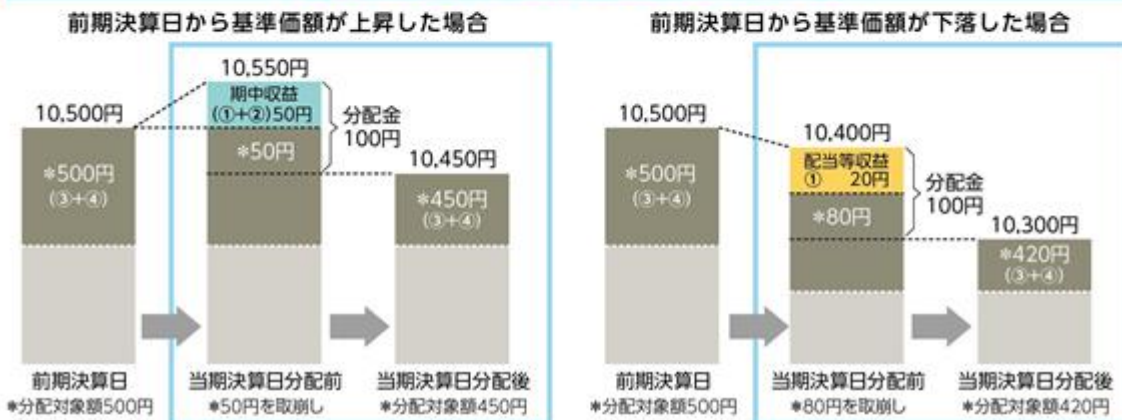 前期決算日から基準価額が上昇した場合
10,550円
10,500円
期中収益
(①+②)50円
分配金
100円
*500円
(③+④)
*50円
10,450円
*450円
(③+④)
前期決算日
*分配対象額500円
当期決算日分配前
*50円を取崩し
当期決算日分配後
*分配対象額450円
前期決算日から基準価額が下落した場合
10,500円
10,400円
配当等収益
① 20円
分配金
100円
*500円
(③+④)
*80円
10,300円
*420円
(③+④)
前期決算日
*分配対象額500円
当期決算日分配前
*80円を取崩し
当期決算日分配後
*分配対象額420円